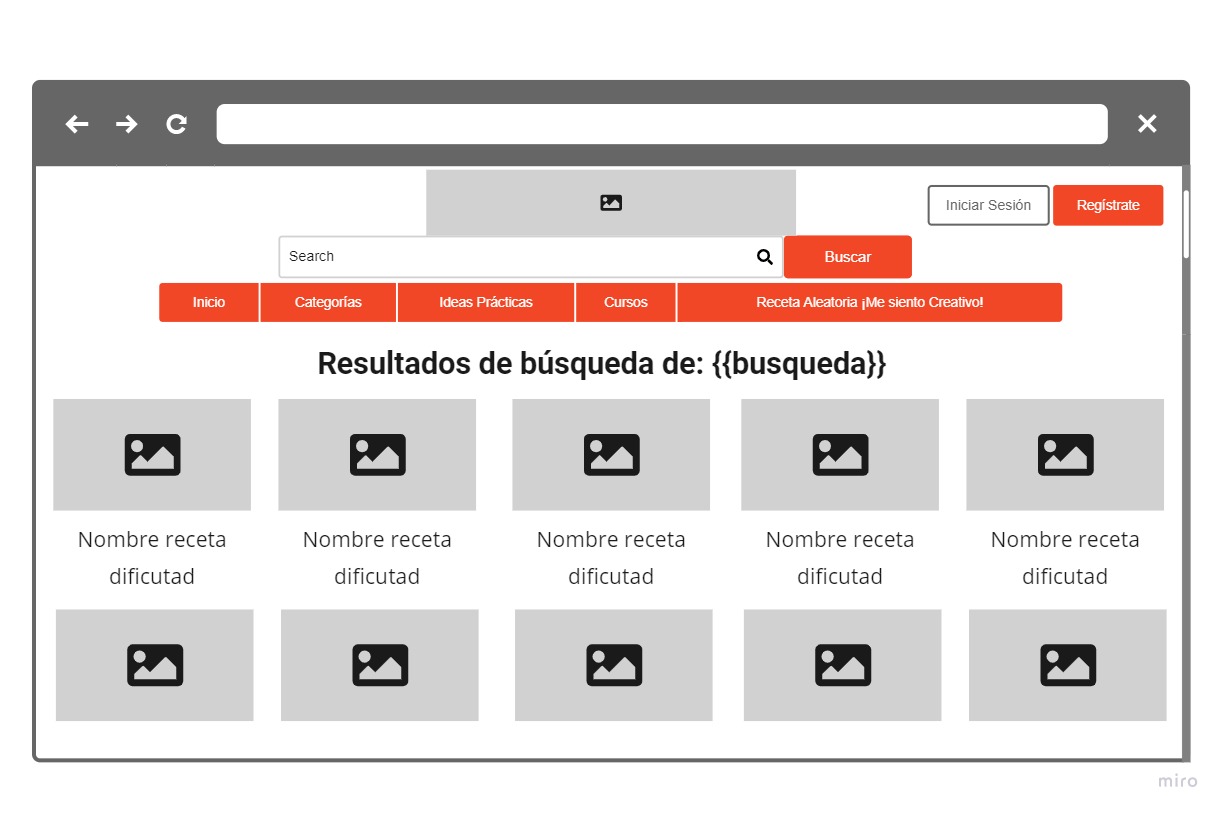 Iniciar Sesión
Regístrate
Search
Buscar
Inicio
Categorías
Ideas Prácticas
Cursos
Receta Aleatoria ¡Me siento Creativo!
Resultados de búsqueda de: {{busqueda}}
Nombre receta
dificutad
Nombre receta
dificutad
Nombre receta
dificutad
Nombre receta
dificutad
Nombre receta
dificutad
miro